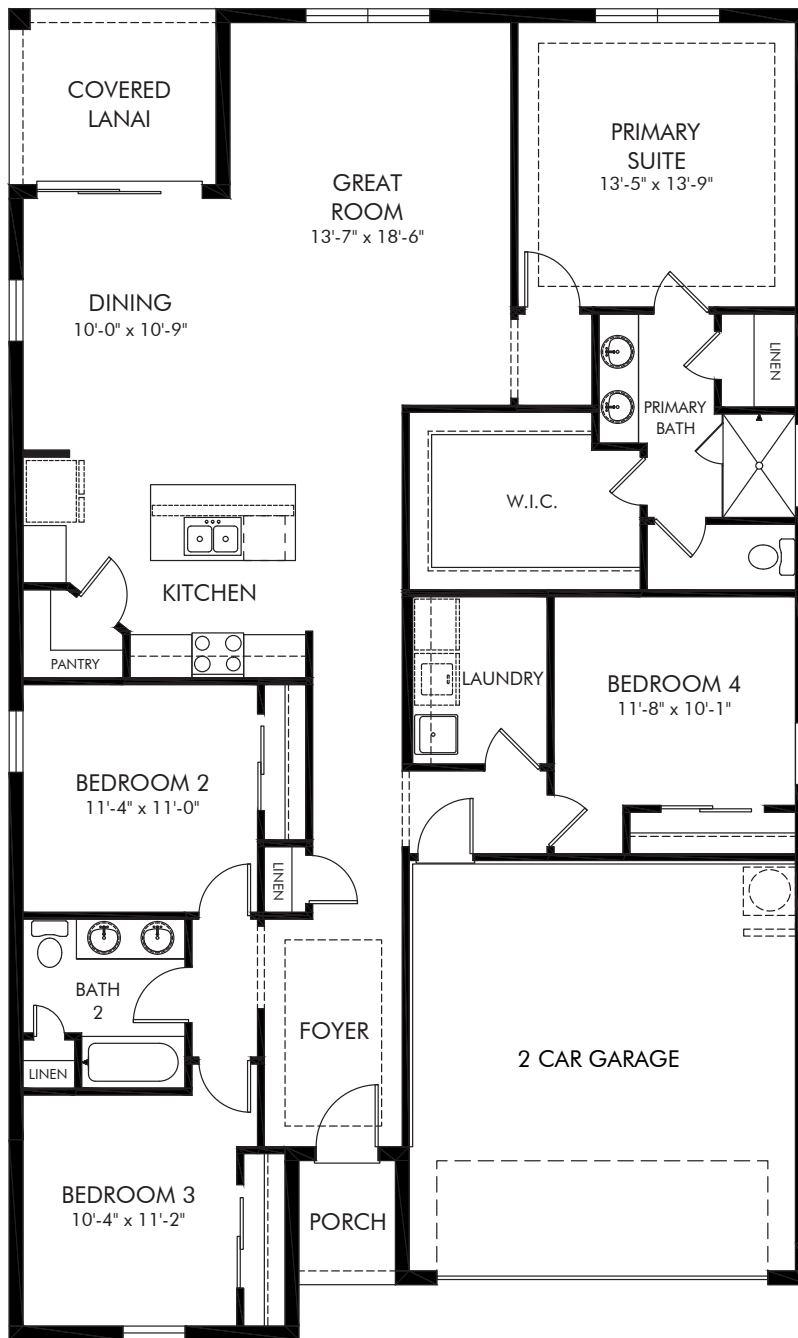 COVERED
LANAI
PRIMARY
SUITE
13'-5" x 13'-9"
GREAT
ROOM
13'-7" x 18'-6"
DINING
10'-0" x 10'-9"
LINEN
PRIMARY
BATH
W.I.C.
KITCHEN
PANTRY
LAUNDRY
BEDROOM 4
11'-8" x 10'-1"
BEDROOM 2
11'-4" x 11'-0"
LINEN
BATH
2
FOYER
2 CAR GARAGE
LINEN
BEDROOM 3
10'-4" x 11'-2"
PORCH